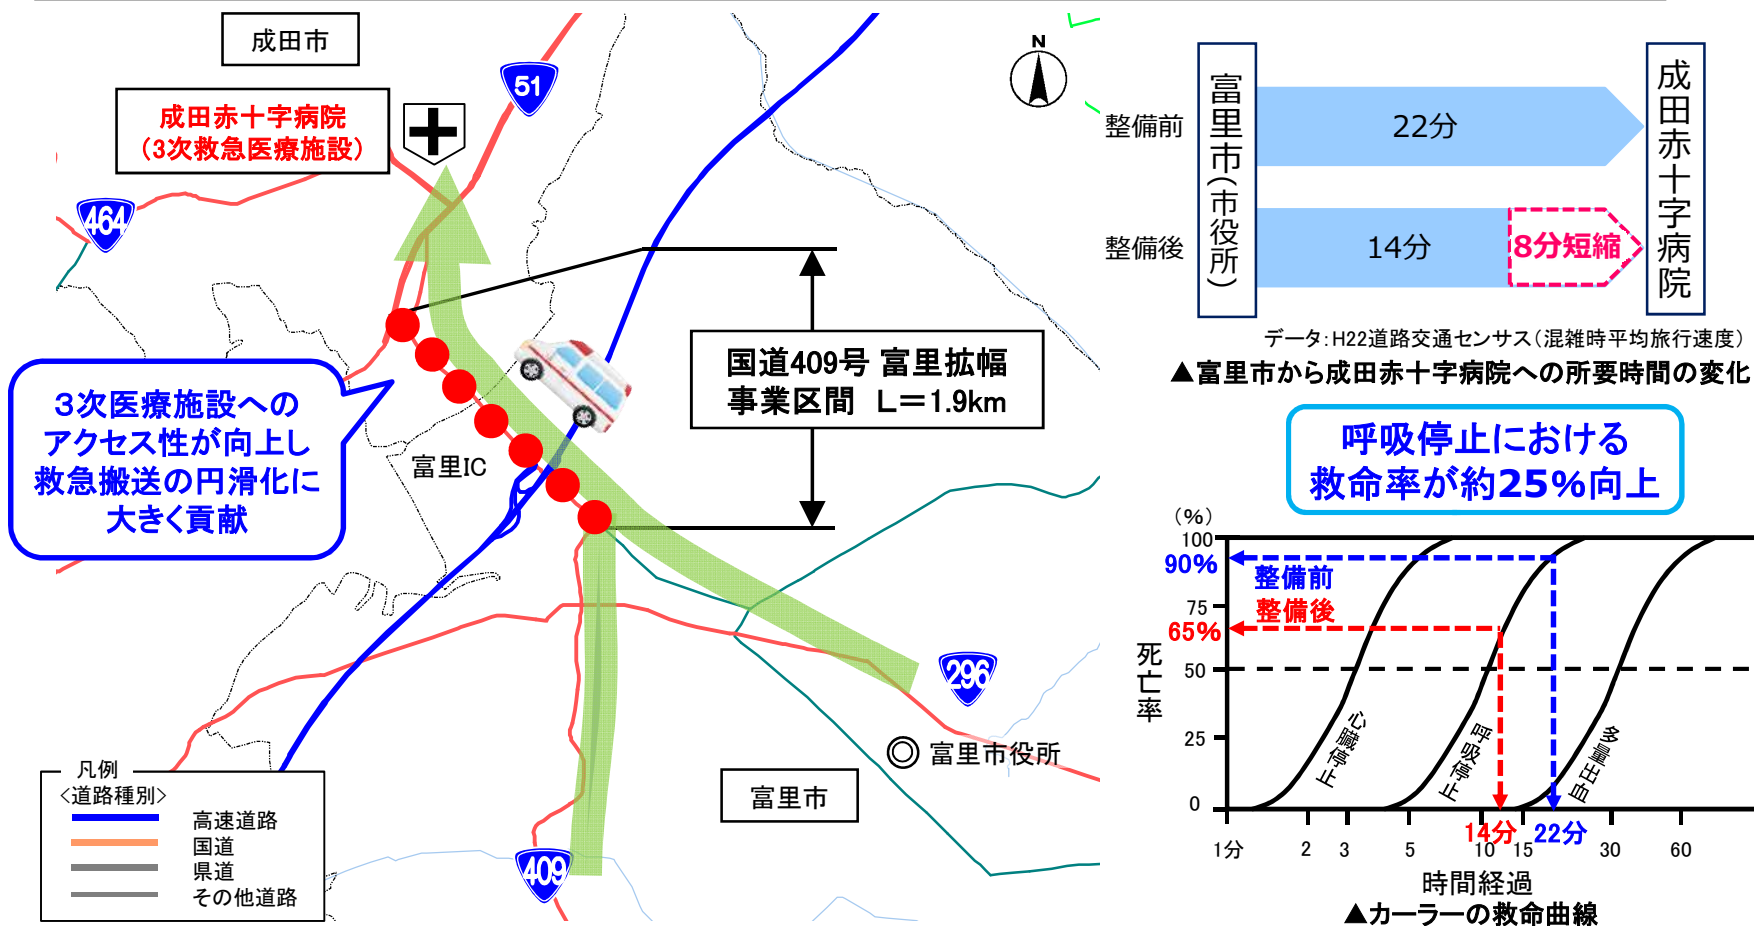 成田市
成田赤十字病院
(3次救急医療施設)
51
464
N
国道409号 富里拡幅
事業区間 L=1.9km
3次医療施設への
アクセス性が向上し
救急搬送の円滑化に
大きく貢献
富里IC
296
富里市役所
富里市
409
凡例
<道路種別>
高速道路
国道
県道
その他道路
富里市(市役所)
成田赤十字病院
整備前
22分
整備後
14分
8分短縮
データ:H22道路交通センサス(混雑時平均旅行速度)
▲富里市から成田赤十字病院への所要時間の変化
呼吸停止における
救命率が約25%向上
(%)
100
90%
整備前
75
整備後
65%
50
死亡率
25
0
心臓停止
呼吸停止
多量出血
14分
22分
1分 2 3 5 10 15 30 60
時間経過
▲カーラーの救命曲線